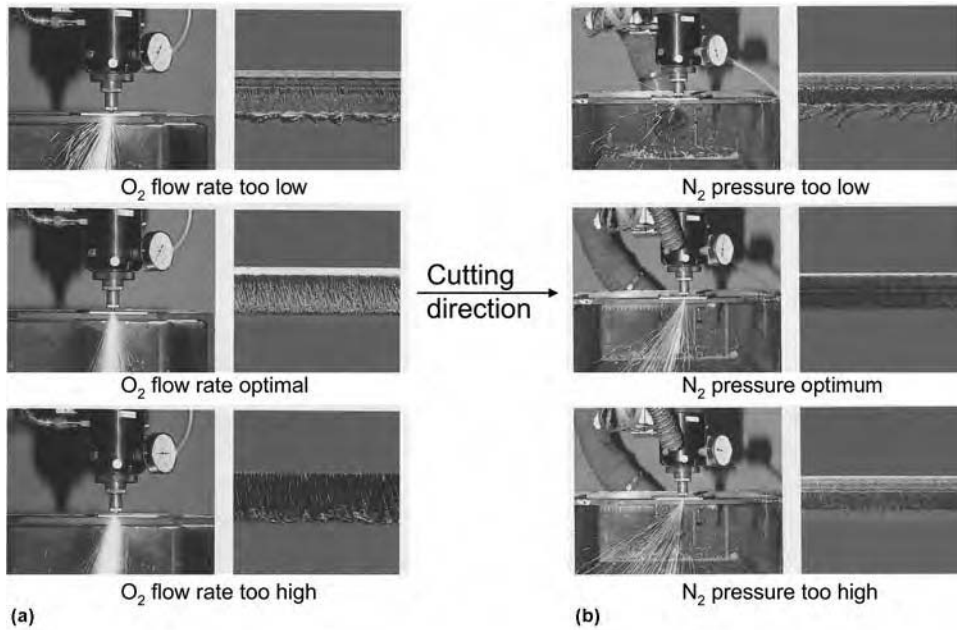 O₂ flow rate too low
N₂ pressure too low
Cutting
direction
O₂ flow rate optimal
N₂ pressure optimum
O₂ flow rate too high
N₂ pressure too high
(a)
(b)